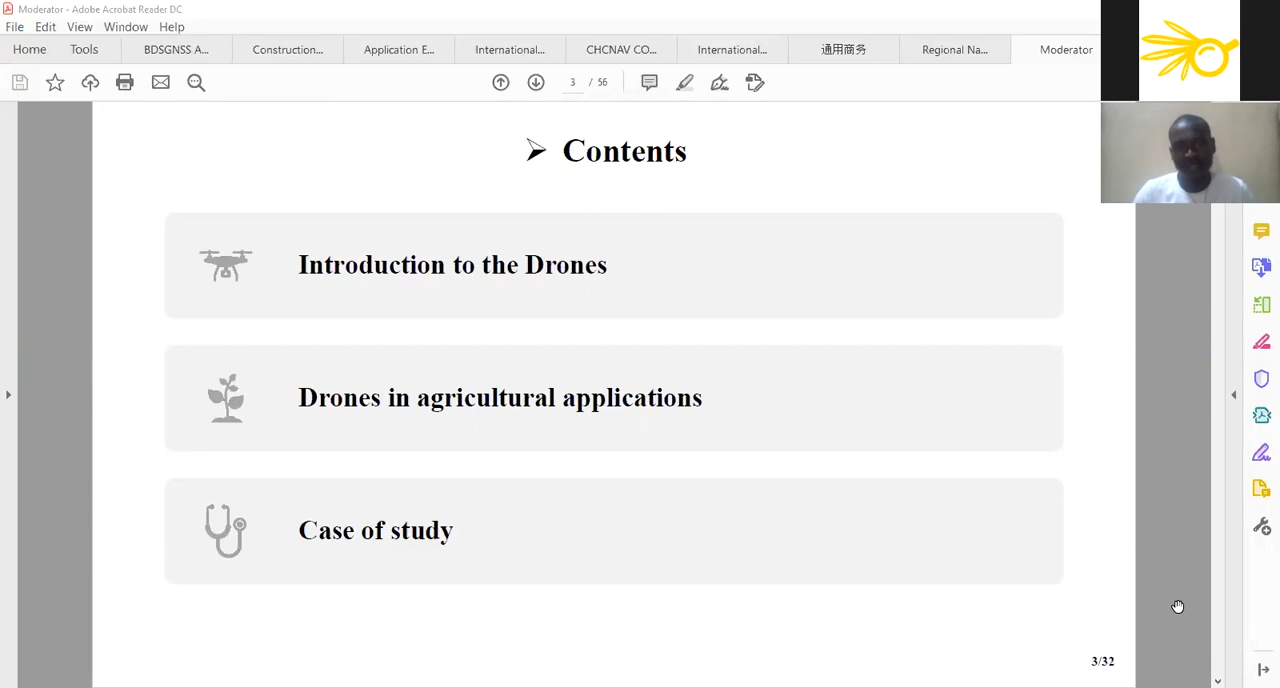 Moderator - Adobe Acrobat Reader DC
File Edit View Window Help
Home Tools BDSGNSS A... Construction... Application E... International... CHCNAV CO... International... 通用商务 Regional Na... Moderator
3 / 56
➢ Contents
Introduction to the Drones
Drones in agricultural applications
Case of study
3/32